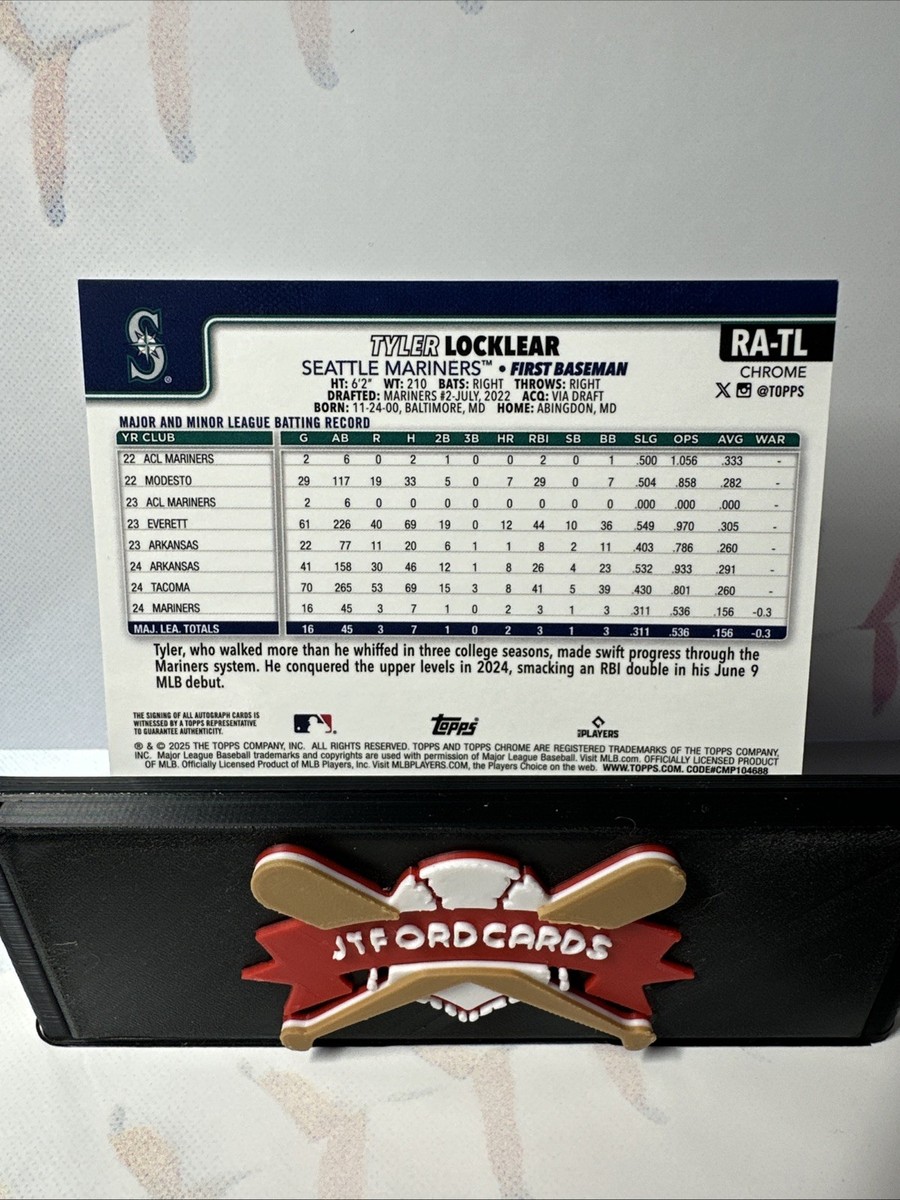 S
®
TYLER LOCKLEAR
RA-TL
SEATTLE MARINERS™ • FIRST BASEMAN
CHROME
HT: 6'2" WT: 210 BATS: RIGHT THROWS: RIGHT
X @TOPPS
DRAFTED: MARINERS #2-JULY, 2022 ACQ: VIA DRAFT
BORN: 11-24-00, BALTIMORE, MD HOME: ABINGDON, MD
MAJOR AND MINOR LEAGUE BATTING RECORD
YR CLUB G AB R H 2B 3B HR RBI SB BB SLG OPS AVG WAR
22 ACL MARINERS 2 6 0 2 1 0 0 2 0 1 .500 1.056 .333 -
22 MODESTO 29 117 19 33 5 0 7 29 0 7 .504 .858 .282 -
23 ACL MARINERS 2 6 0 0 0 0 0 0 0 0 .000 .000 .000 -
23 EVERETT 61 226 40 69 19 0 12 44 10 36 .549 .970 .305 -
23 ARKANSAS 22 77 11 20 6 1 1 8 2 11 .403 .786 .260 -
24 ARKANSAS 41 158 30 46 12 1 8 26 4 23 .532 .933 .291 -
24 TACOMA 70 265 53 69 15 3 8 41 5 39 .430 .801 .260 -
24 MARINERS 16 45 3 7 1 0 2 3 1 3 .311 .536 .156 -0.3
MAJ. LEA. TOTALS 16 45 3 7 1 0 2 3 1 3 .311 .536 .156 -0.3
Tyler, who walked more than he whiffed in three college seasons, made swift progress through the
Mariners system. He conquered the upper levels in 2024, smacking an RBI double in his June 9
MLB debut.
THE SIGNING OF ALL AUTOGRAPH CARDS IS
WITNESSED BY A TOPPS REPRESENTATIVE
TO GUARANTEE AUTHENTICITY.
Topps
PLAYERS
® & © 2025 THE TOPPS COMPANY, INC. ALL RIGHTS RESERVED. TOPPS AND TOPPS CHROME ARE REGISTERED TRADEMARKS OF THE TOPPS COMPANY,
INC. Major League Baseball trademarks and copyrights are used with permission of Major League Baseball. Visit MLB.com. OFFICIALLY LICENSED PRODUCT
OF MLB. Officially Licensed Product of MLB Players, Inc. Visit MLBPLAYERS.COM, the Players Choice on the web. WWW.TOPPS.COM. CODE#CMP104688
JTFORDCARDS